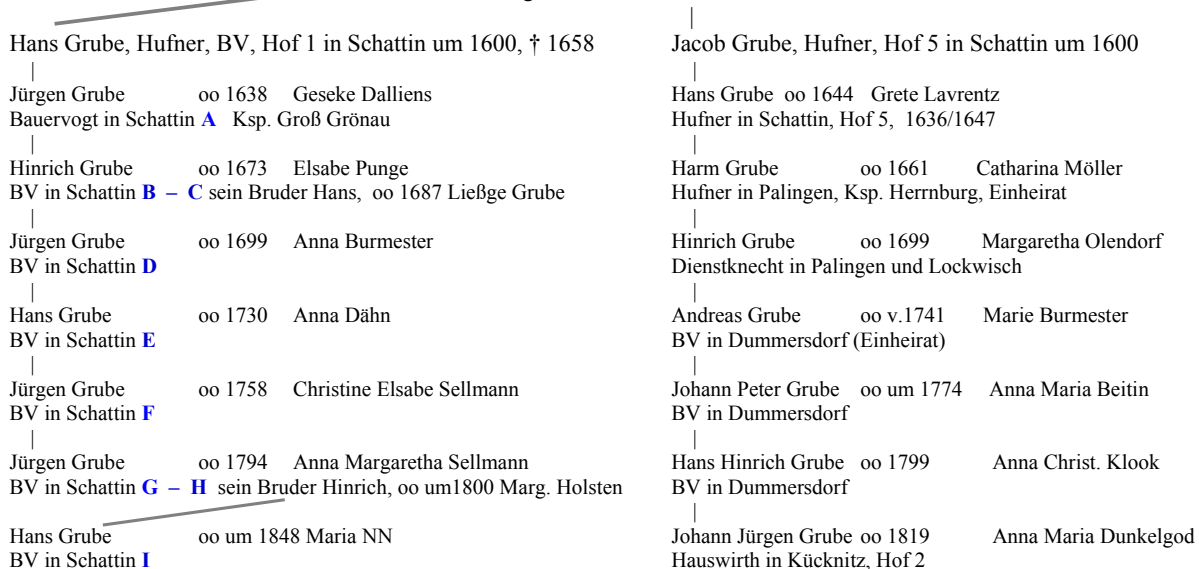 Hans Grube, Hufner, BV, Hof 1 in Schattin um 1600, † 1658
Jürgen Grube oo 1638 Geseke Dalliens
Bauervogt in Schattin A Ksp. Groß Grönau
Hinrich Grube oo 1673 Elsabe Punge
BV in Schattin B – C sein Bruder Hans, oo 1687 Ließge Grube
Jürgen Grube oo 1699 Anna Burmester
BV in Schattin D
Hans Grube oo 1730 Anna Dähn
BV in Schattin E
Jürgen Grube oo 1758 Christine Elsabe Sellmann
BV in Schattin F
Jürgen Grube oo 1794 Anna Margaretha Sellmann
BV in Schattin G – H sein Bruder Hinrich, oo um1800 Marg. Holsten
Hans Grube oo um 1848 Maria NN
BV in Schattin I
Jacob Grube, Hufner, Hof 5 in Schattin um 1600
Hans Grube oo 1644 Grete Lavrentz
Hufner in Schattin, Hof 5, 1636/1647
Harm Grube oo 1661 Catharina Möller
Hufner in Palingen, Ksp. Herrnburg, Einheirat
Hinrich Grube oo 1699 Margaretha Olendorf
Dienstknecht in Palingen und Lockwisch
Andreas Grube oo v.1741 Marie Burmester
BV in Dummersdorf (Einheirat)
Johann Peter Grube oo um 1774 Anna Maria Beitin
BV in Dummersdorf
Hans Hinrich Grube oo 1799 Anna Christ. Klook
BV in Dummersdorf
Johann Jürgen Grube oo 1819 Anna Maria Dunkelgod
Hauswirth in Kücknitz, Hof 2